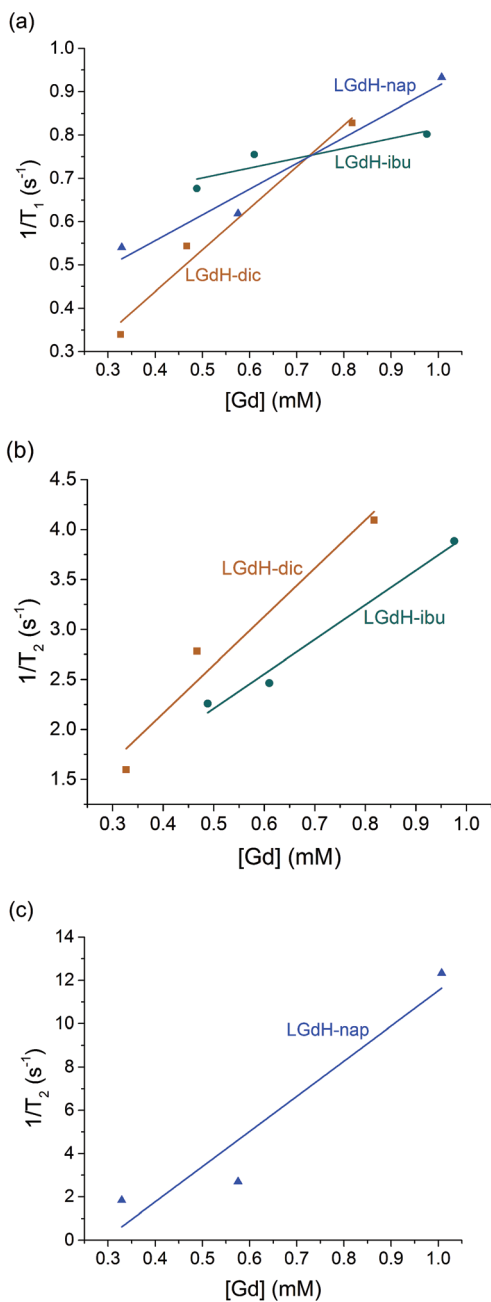 (a)
1.0
0.9
0.8
0.7
0.6
0.5
0.4
0.3
1/T1 (s-1)
LGdH-nap
LGdH-ibu
LGdH-dic
0.3 0.4 0.5 0.6 0.7 0.8 0.9 1.0
[Gd] (mM)
(b)
4.5
4.0
3.5
3.0
2.5
2.0
1.5
1/T2 (s-1)
LGdH-dic
LGdH-ibu
0.3 0.4 0.5 0.6 0.7 0.8 0.9 1.0
[Gd] (mM)
(c)
14
12
10
8
6
4
2
0
1/T2 (s-1)
LGdH-nap
0.3 0.4 0.5 0.6 0.7 0.8 0.9 1.0
[Gd] (mM)